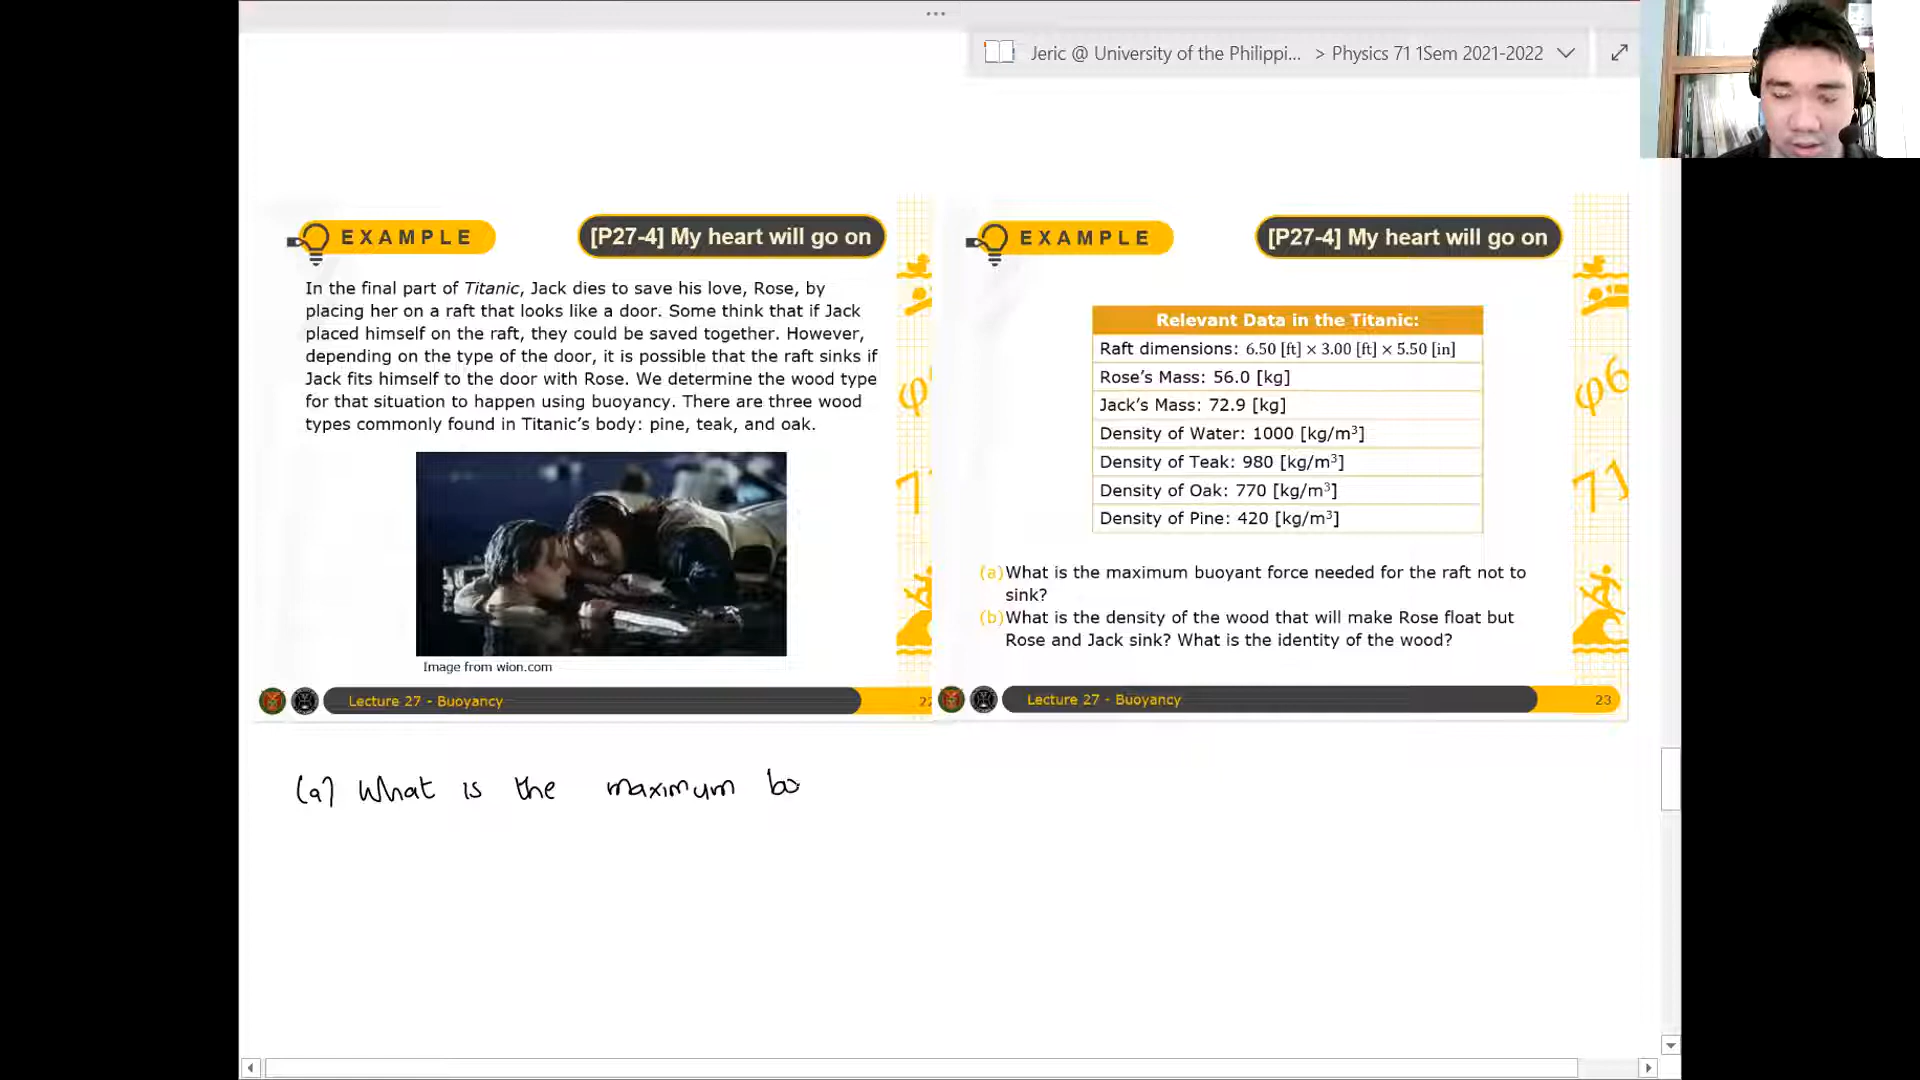 Jeric @ University of the Philippi... > Physics 71 1Sem 2021-2022
EXAMPLE
[P27-4] My heart will go on
In the final part of Titanic, Jack dies to save his love, Rose, by
placing her on a raft that looks like a door. Some think that if Jack
placed himself on the raft, they could be saved together. However,
depending on the type of the door, it is possible that the raft sinks if
Jack fits himself to the door with Rose. We determine the wood type
for that situation to happen using buoyancy. There are three wood
types commonly found in Titanic's body: pine, teak, and oak.
Image from wion.com
Lecture 27 - Buoyancy
22
EXAMPLE
[P27-4] My heart will go on
Relevant Data in the Titanic:
Raft dimensions: 6.50 [ft] × 3.00 [ft] × 5.50 [in]
Rose's Mass: 56.0 [kg]
Jack's Mass: 72.9 [kg]
Density of Water: 1000 [kg/m³]
Density of Teak: 980 [kg/m³]
Density of Oak: 770 [kg/m³]
Density of Pine: 420 [kg/m³]
(a) What is the maximum buoyant force needed for the raft not to
sink?
(b) What is the density of the wood that will make Rose float but
Rose and Jack sink? What is the identity of the wood?
Lecture 27 - Buoyancy
23
(a) What is the maximum bo